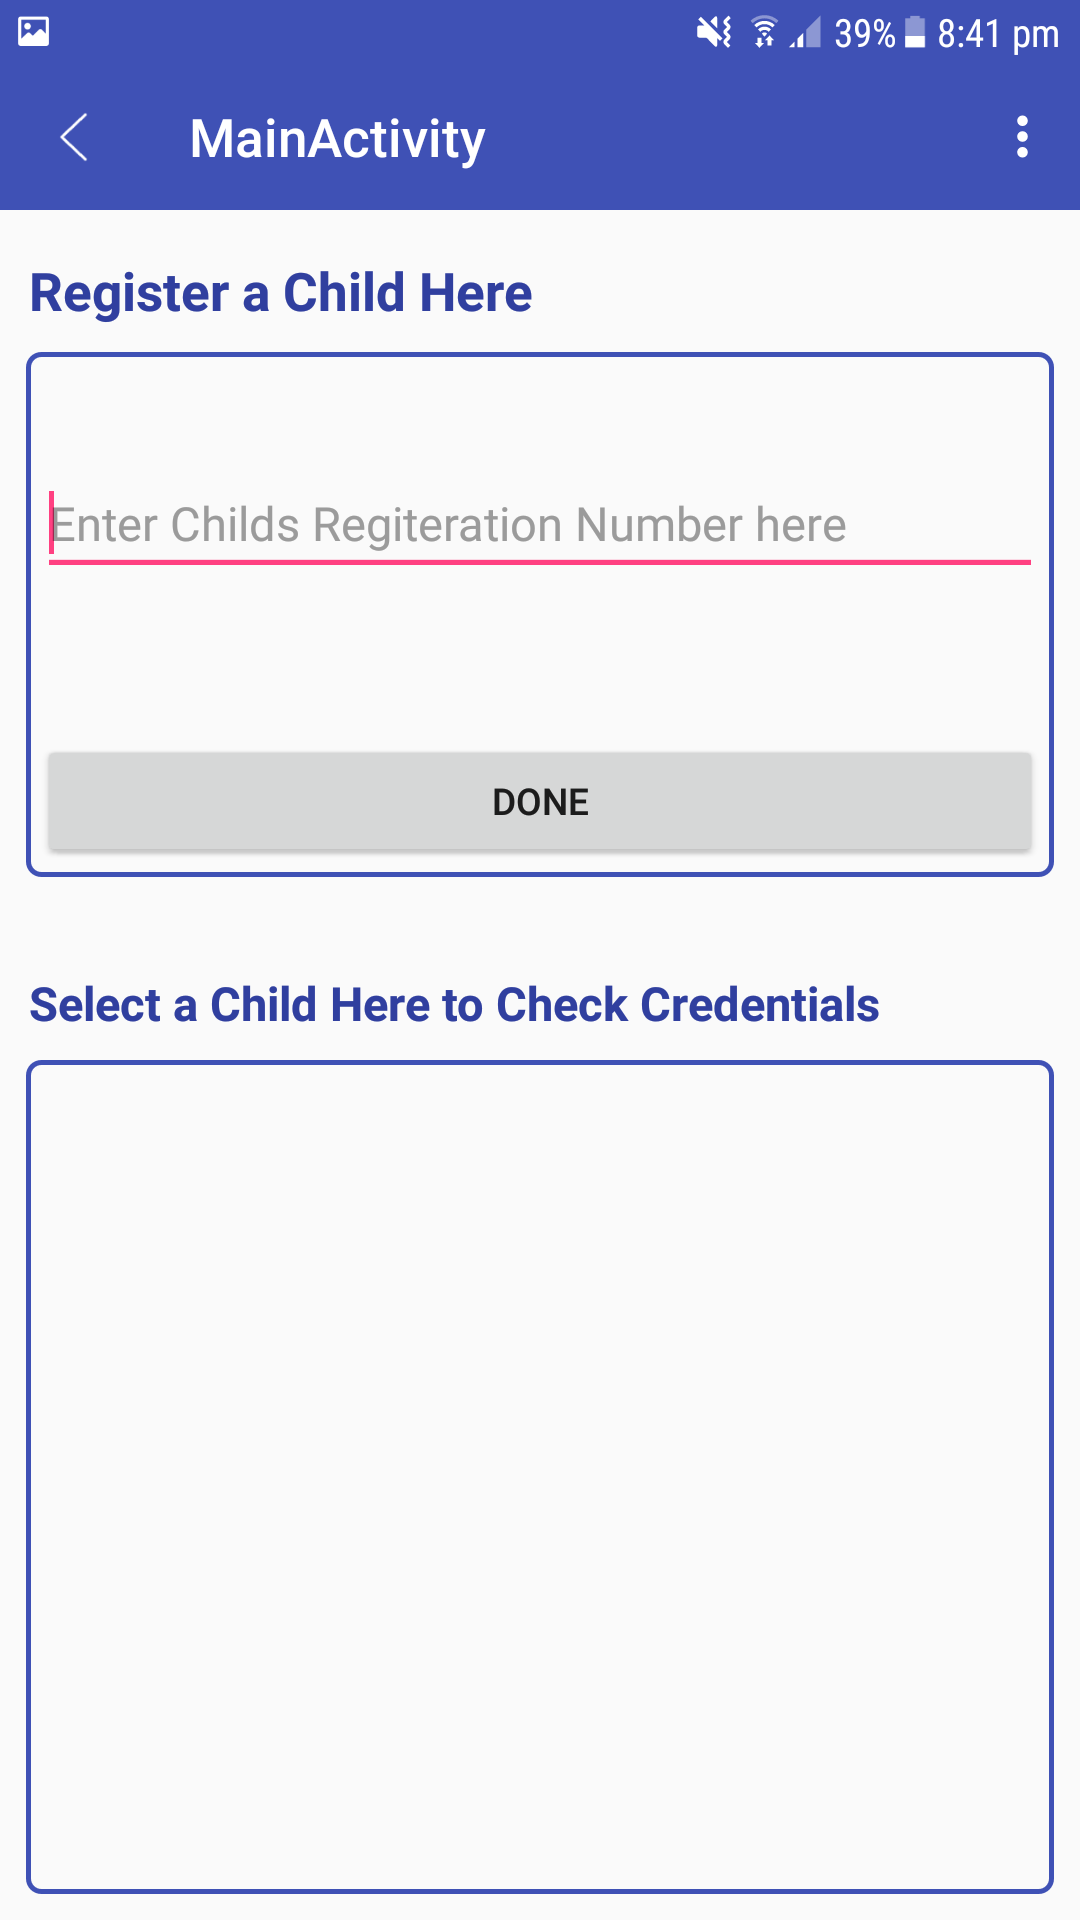 39% 8:41 pm
MainActivity
Register a Child Here
Enter Childs Regiteration Number here
DONE
Select a Child Here to Check Credentials